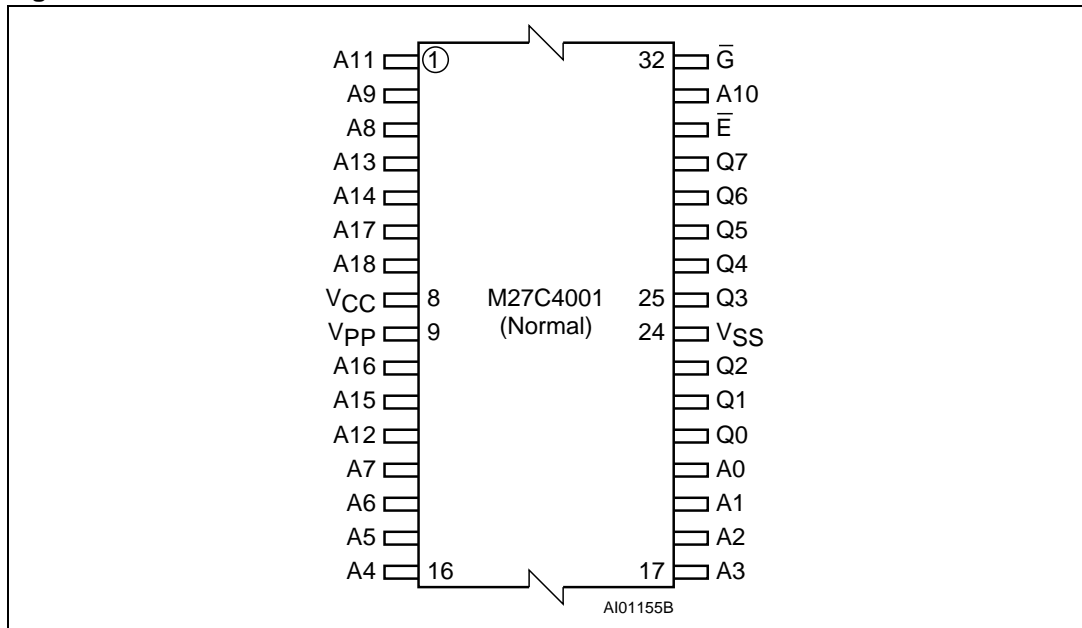 A11 1 32 G̅
A9 A10
A8 E̅
A13 Q7
A14 Q6
A17 Q5
A18 Q4
VCC 8 M27C4001 25 Q3
VPP 9 (Normal) 24 VSS
A16 Q2
A15 Q1
A12 Q0
A7 A0
A6 A1
A5 A2
A4 16 17 A3
AI01155B